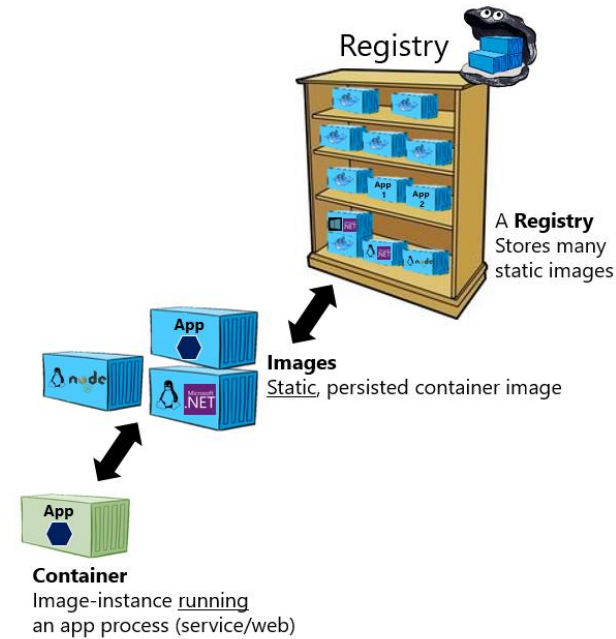 Registry
App
1
App
2
.NET
.NET
node
A Registry
Stores many
static images
App
node
Microsoft
.NET
Images
Static, persisted container image
App
Container
Image-instance running
an app process (service/web)